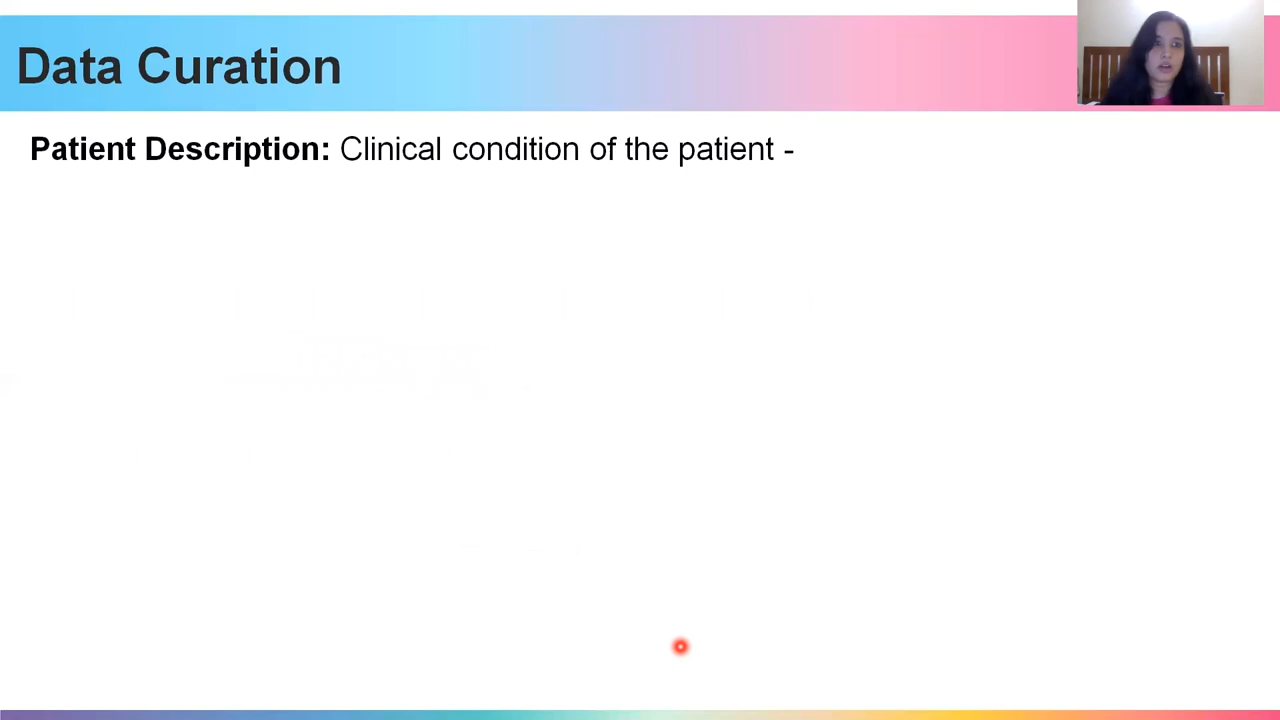 Data Curation
Patient Description: Clinical condition of the patient -